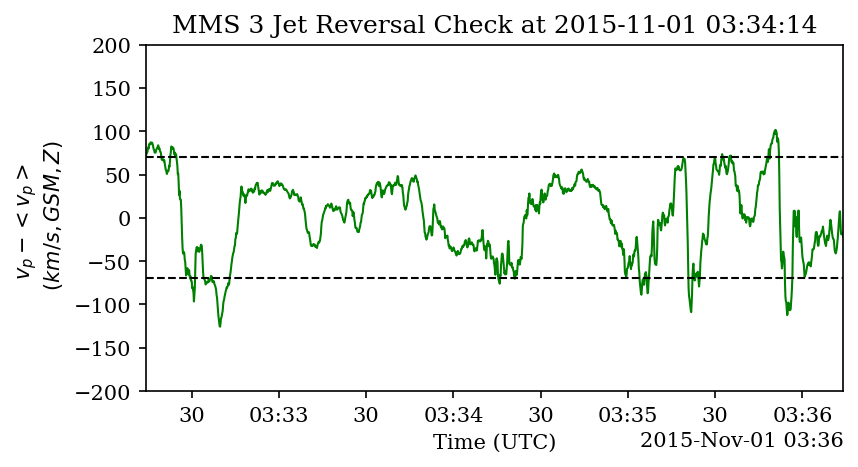 MMS 3 Jet Reversal Check at 2015-11-01 03:34:14
200
150
100
50
0
−50
−100
−150
−200
v_p − < v_p >
(km/s, GSM, Z)
30 03:33 30 03:34 30 03:35 30 03:36
Time (UTC)
2015-Nov-01 03:36